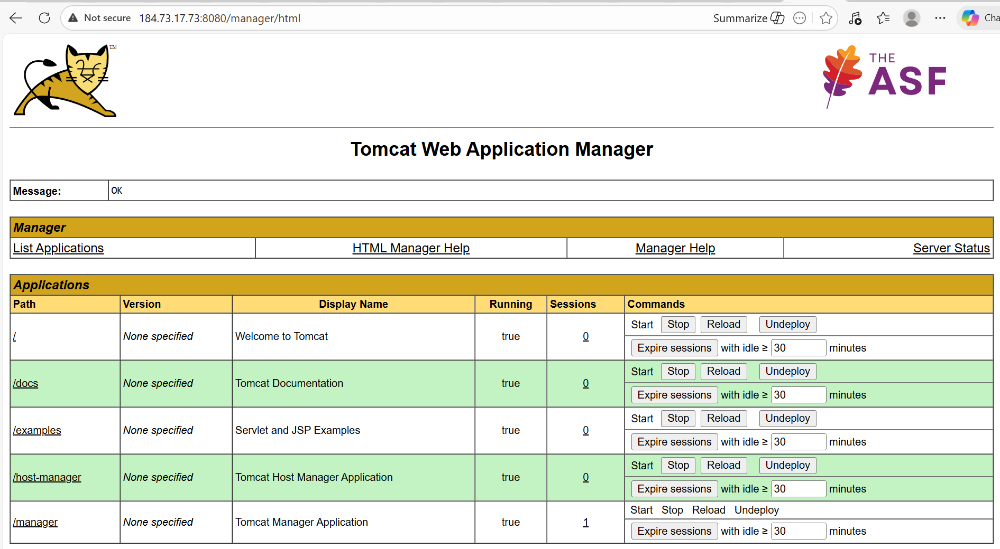 Not secure 184.73.17.73:8080/manager/html Summarize Cha
TM
THE
ASF
Tomcat Web Application Manager
Message: OK
Manager
List Applications HTML Manager Help Manager Help Server Status
Applications
Path Version Display Name Running Sessions Commands
/ None specified Welcome to Tomcat true 0 Start Stop Reload Undeploy
Expire sessions with idle ≥ 30 minutes
/docs None specified Tomcat Documentation true 0 Start Stop Reload Undeploy
Expire sessions with idle ≥ 30 minutes
/examples None specified Servlet and JSP Examples true 0 Start Stop Reload Undeploy
Expire sessions with idle ≥ 30 minutes
/host-manager None specified Tomcat Host Manager Application true 0 Start Stop Reload Undeploy
Expire sessions with idle ≥ 30 minutes
/manager None specified Tomcat Manager Application true 1 Start Stop Reload Undeploy
Expire sessions with idle ≥ 30 minutes